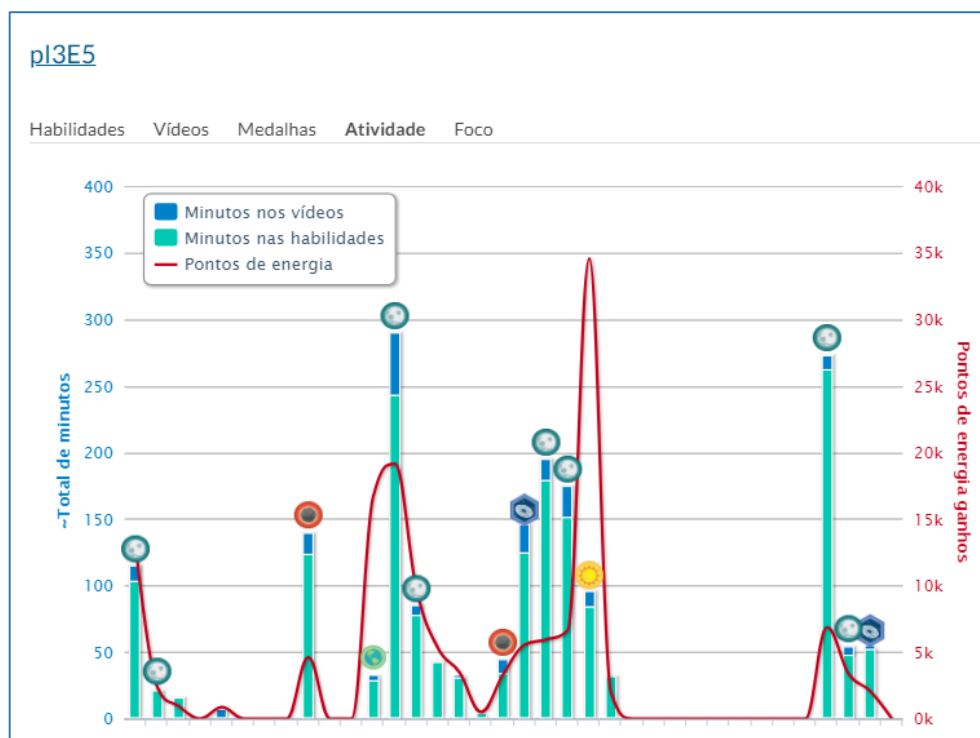 pI3E5
Habilidades Vídeos Medalhas Atividade Foco
Minutos nos vídeos
Minutos nas habilidades
Pontos de energia
~Total de minutos
400
350
300
250
200
150
100
50
0
40k
35k
30k
25k
20k
15k
10k
5k
0k
Pontos de energia ganhos